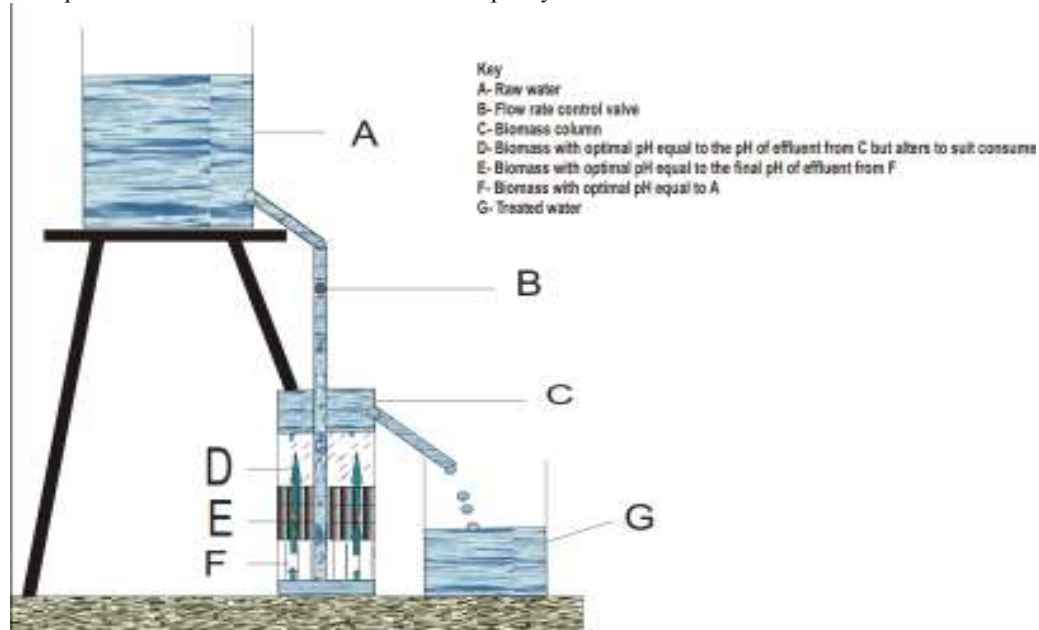 Key
A- Raw water
B- Flow rate control valve
C- Biomass column
D- Biomass with optimal pH equal to the pH of effluent from C but alters to suit consume
E- Biomass with optimal pH equal to the final pH of effluent from F
F- Biomass with optimal pH equal to A
G- Treated water
A
B
C
D
E
F
G